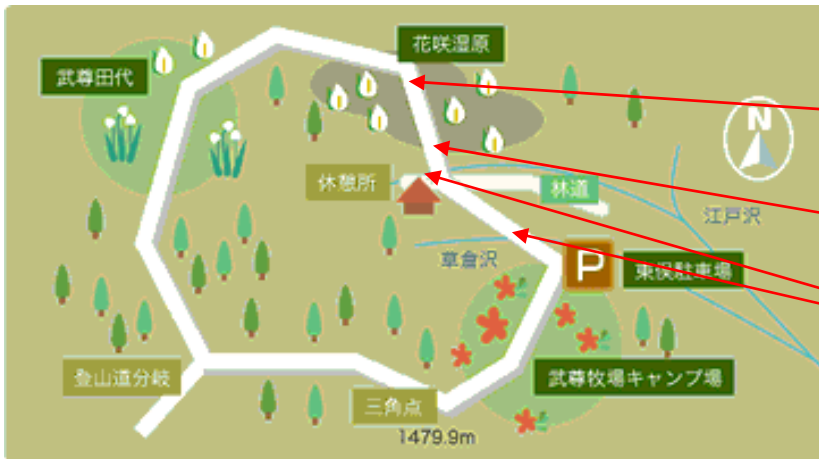 花咲湿原
武尊田代
N
休憩所
林道
江戸沢
草倉沢
P
東俣駐車場
登山道分岐
武尊牧場キャンプ場
三角点
1479.9m